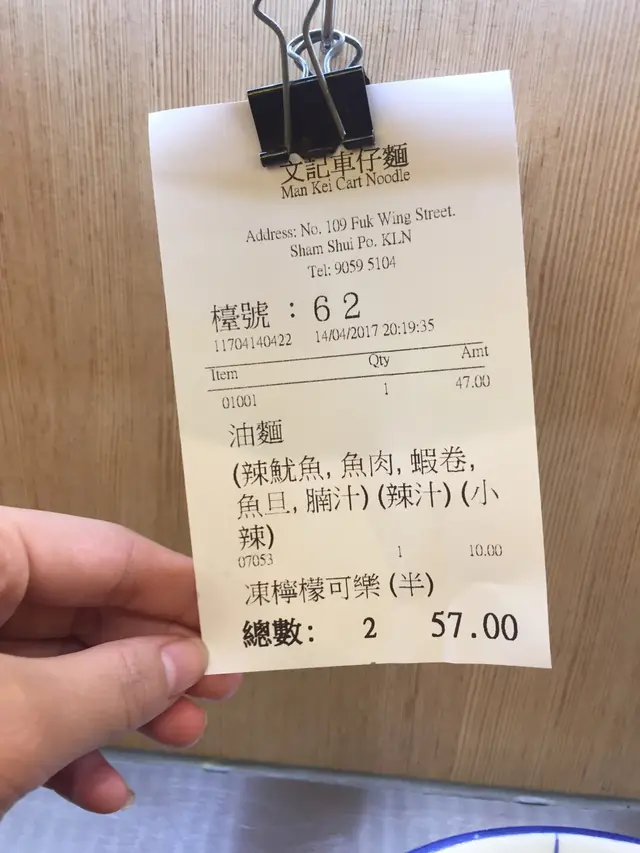 文記車仔麵
Man Kei Cart Noodle
Address: No. 109 Fuk Wing Street.
Sham Shui Po. KLN
Tel: 9059 5104
檯號 : 62
11704140422 14/04/2017 20:19:35
Item Qty Amt
01001 1 47.00
油麵
(辣魷魚, 魚肉, 蝦卷,
魚旦, 腩汁) (辣汁) (小
辣)
07053 1 10.00
凍檸檬可樂 (半)
總數: 2 57.00